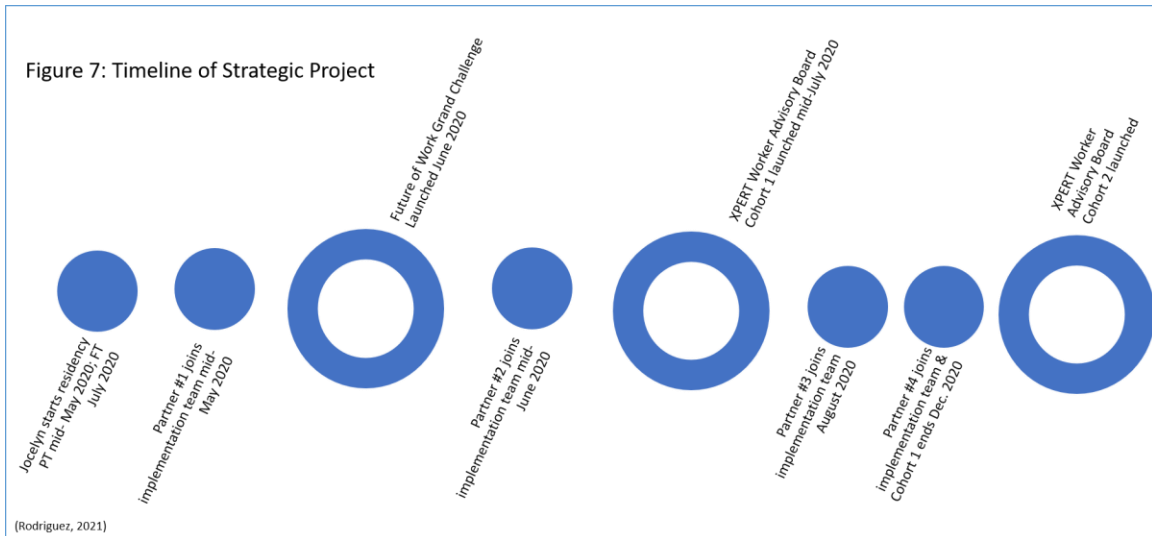 Figure 7: Timeline of Strategic Project
Jocelyn starts residency
PT mid- May 2020; FT
July 2020
Partner #1 joins
implementation team mid-
May 2020
Future of Work Grand Challenge
Launched June 2020
Partner #2 joins
implementation team mid-
June 2020
XPERT Worker Advisory Board
Cohort 1 launched mid-July 2020
Partner #3 joins
implementation team
August 2020
Partner #4 joins
implementation team &
Cohort 1 ends Dec. 2020
XPERT Worker
Advisory Board
Cohort 2 launched
(Rodriguez, 2021)